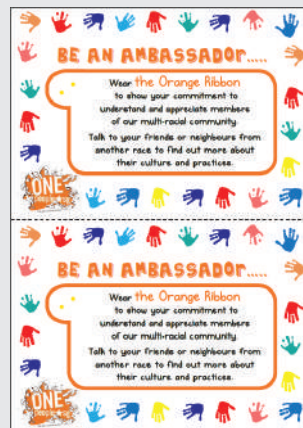 BE AN AMBASSADOR.....
Wear the Orange Ribbon
to show your commitment to
understand and appreciate members
of our multi-racial community.
Talk to your friends or neighbours from
another race to find out more about
their culture and practices.
ONE
BE AN AMBASSADOR.....
Wear the Orange Ribbon
to show your commitment to
understand and appreciate members
of our multi-racial community
Talk to your friends or neighbours from
another race to find out more about
their culture and practices.
ONE